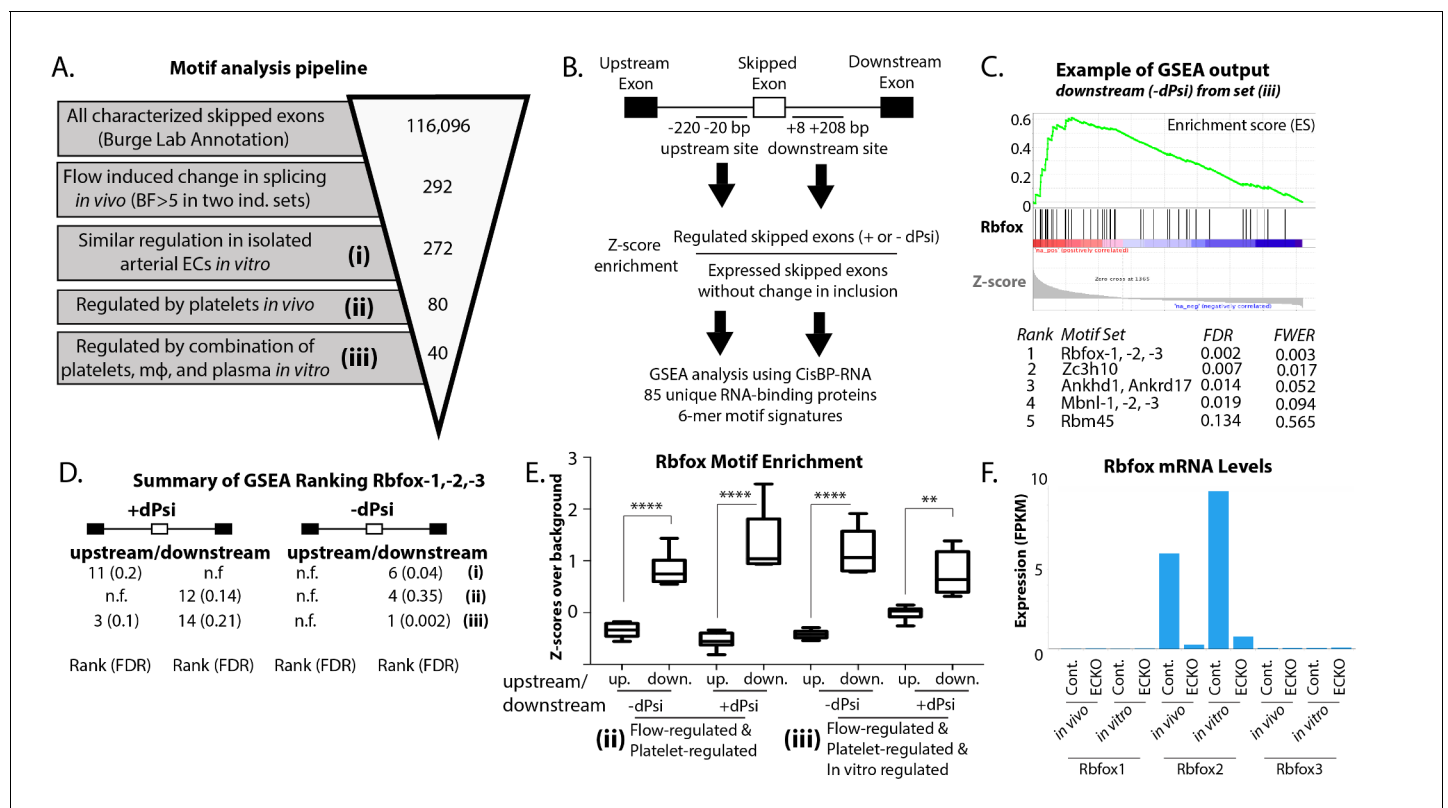 A.
Motif analysis pipeline
All characterized skipped exons
(Burge Lab Annotation)
116,096
Flow induced change in splicing
in vivo (BF>5 in two ind. sets)
292
Similar regulation in isolated
arterial ECs in vitro
(i)
272
Regulated by platelets in vivo
(ii)
80
Regulated by combination of
platelets, mϕ, and plasma in vitro
(iii)
40
B.
Upstream
Exon
Skipped
Exon
Downstream
Exon
-220 -20 bp
upstream site
+8 +208 bp
downstream site
Z-score
enrichment
Regulated skipped exons (+ or - dPsi)
Expressed skipped exons
without change in inclusion
GSEA analysis using CisBP-RNA
85 unique RNA-binding proteins
6-mer motif signatures
C.
Example of GSEA output
downstream (-dPsi) from set (iii)
Enrichment score (ES)
0.6
0.4
0.2
0
Rbfox
'na_pos' (positively correlated)
Z-score
Zero cross at 1365
'na_neg' (negatively correlated)
Rank Motif Set FDR FWER
1 Rbfox-1, -2, -3 0.002 0.003
2 Zc3h10 0.007 0.017
3 Ankhd1, Ankrd17 0.014 0.052
4 Mbnl-1, -2, -3 0.019 0.094
5 Rbm45 0.134 0.565
D.
Summary of GSEA Ranking Rbfox-1,-2,-3
+dPsi -dPsi
upstream/downstream upstream/downstream
11 (0.2) n.f n.f. 6 (0.04) (i)
n.f. 12 (0.14) n.f. 4 (0.35) (ii)
3 (0.1) 14 (0.21) n.f. 1 (0.002) (iii)
Rank (FDR) Rank (FDR) Rank (FDR) Rank (FDR)
E.
Rbfox Motif Enrichment
Z-scores over background
3
2
1
0
**** **** **** **
upstream/
downstream
up. down. up. down. up. down. up. down.
-dPsi +dPsi -dPsi +dPsi
(ii) Flow-regulated &
Platelet-regulated
(iii) Flow-regulated &
Platelet-regulated &
In vitro regulated
F.
Rbfox mRNA Levels
Expression (FPKM)
10
5
0
Cont. ECKO Cont. ECKO Cont. ECKO Cont. ECKO Cont. ECKO Cont. ECKO
in vivo in vitro in vivo in vitro in vivo in vitro
Rbfox1 Rbfox2 Rbfox3